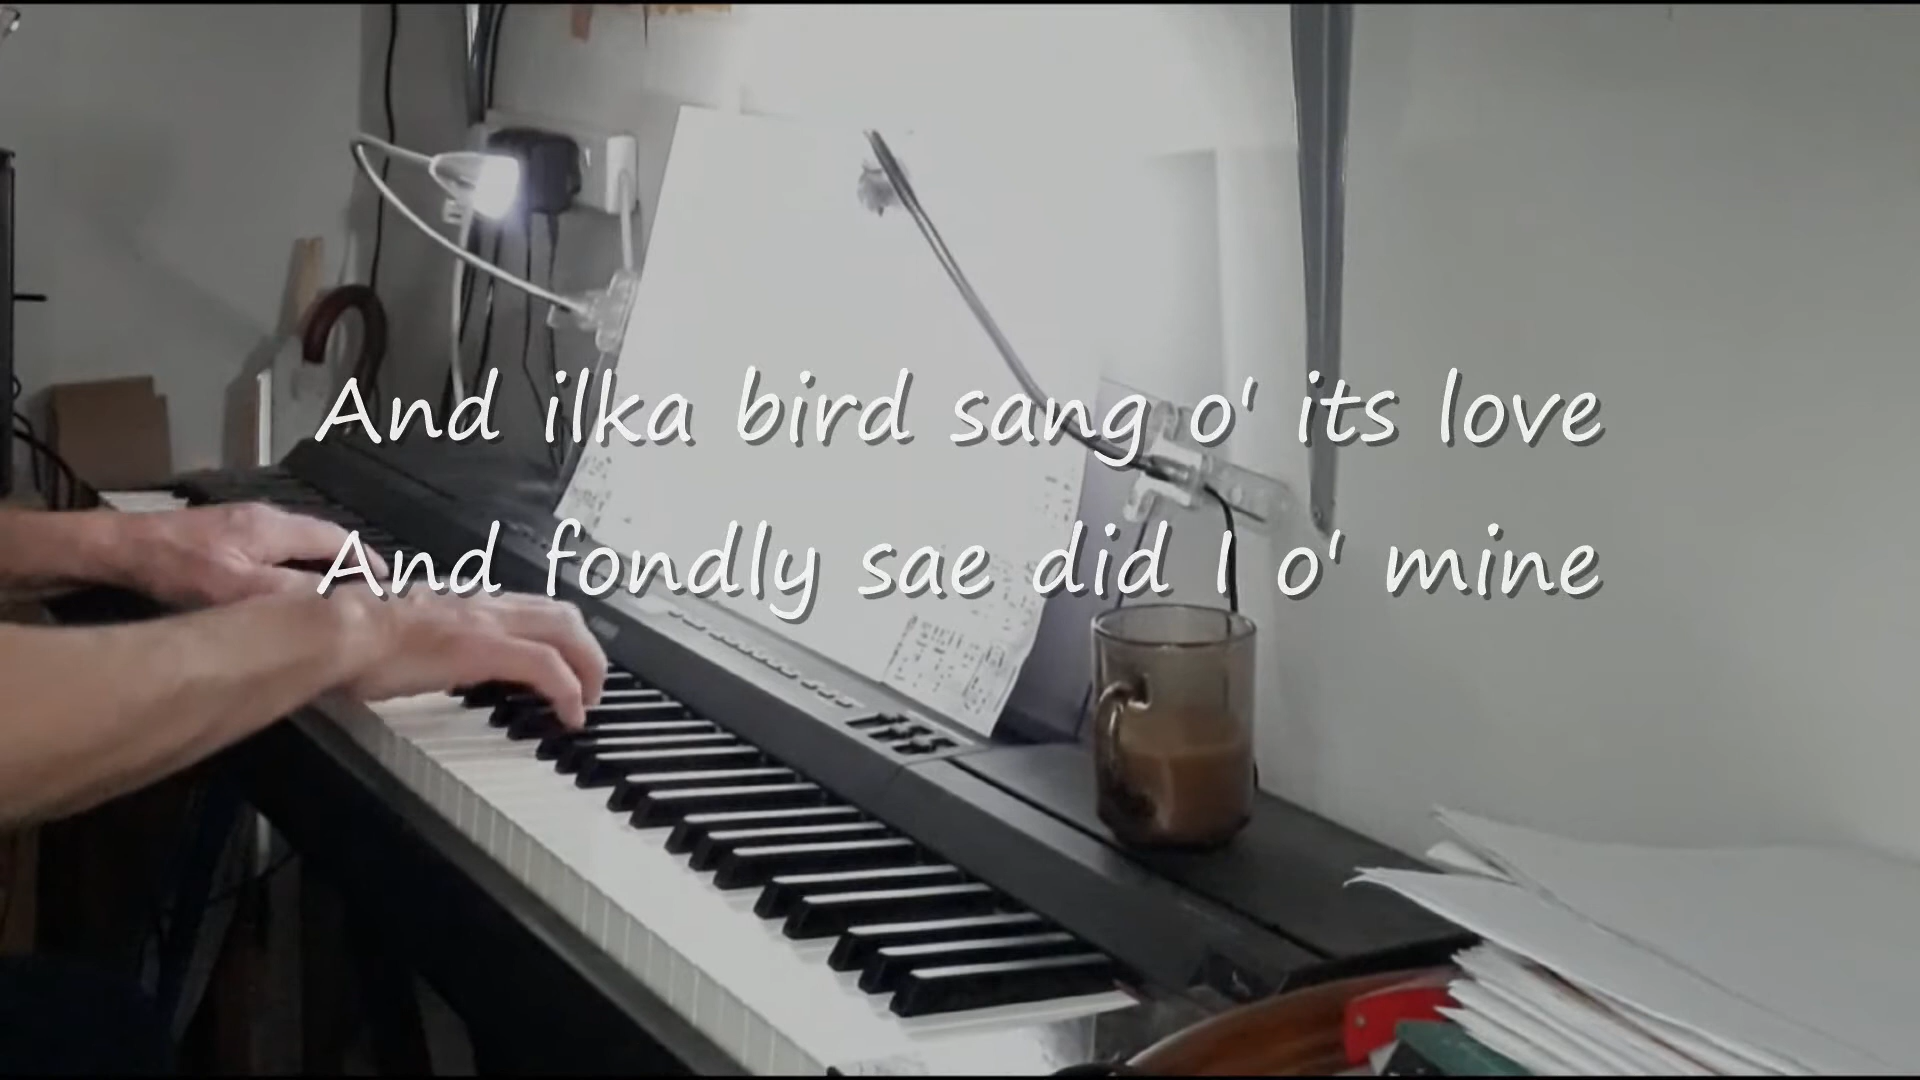 And ilka bird sang o' its love
And fondly sae did I o' mine